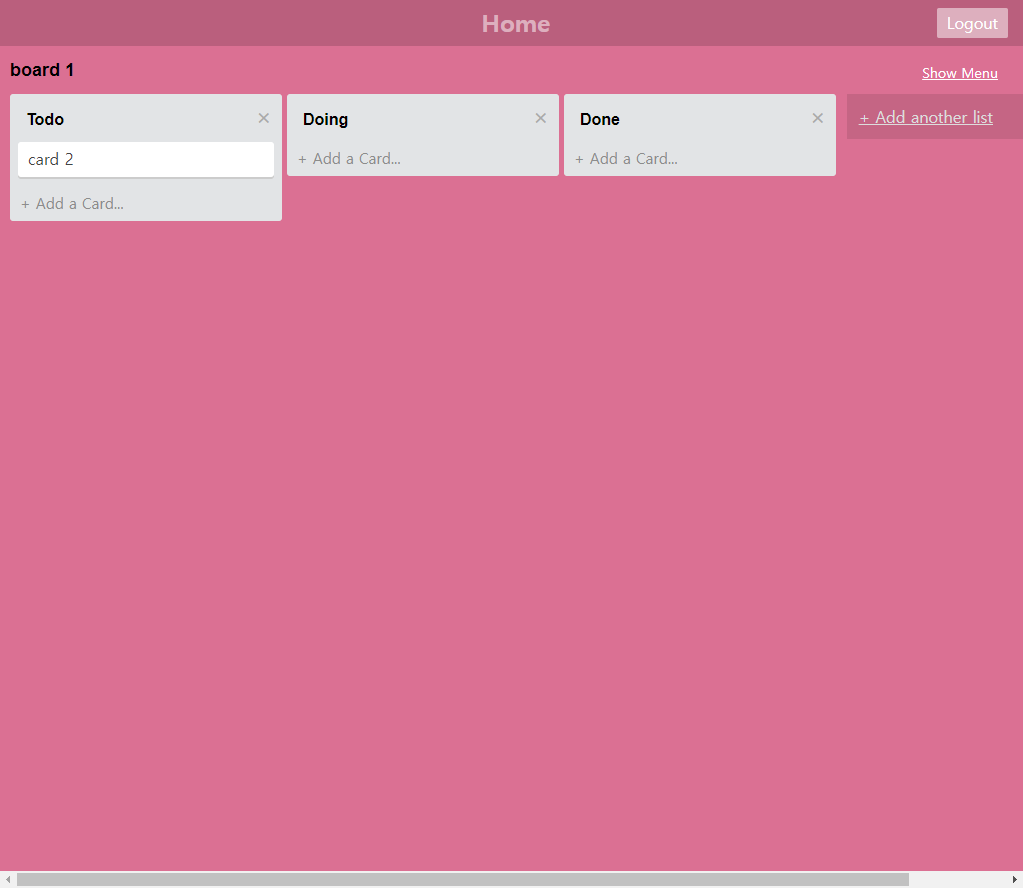 Home
Logout
board 1
Show Menu
Todo ×
card 2
+ Add a Card...
Doing ×
+ Add a Card...
Done ×
+ Add a Card...
+ Add another list